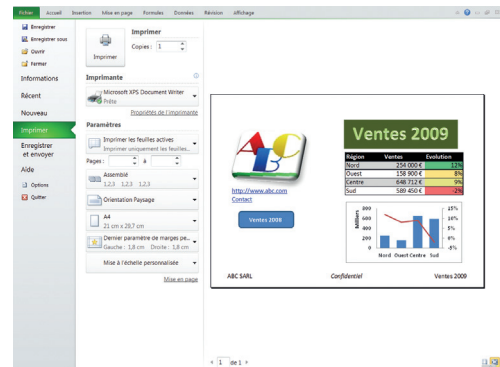 Fichier Accueil Insertion Mise en page Formules Données Révision Affichage
Enregistrer
Enregistrer sous
Ouvrir
Fermer
Informations
Récent
Nouveau
Imprimer
Enregistrer
et envoyer
Aide
Options
Quitter
Imprimer
Copies : 1
Imprimer
Imprimante
Microsoft XPS Document Writer
Prête
Propriétés de l'imprimante
Paramètres
Imprimer les feuilles actives
Imprimer uniquement les feuilles...
Pages : à
Assemblé
1,2,3 1,2,3 1,2,3
Orientation Paysage
A4
21 cm x 29,7 cm
Dernier paramètre de marges pe...
Gauche : 1,8 cm Droite : 1,8 cm
Mise à l'échelle personnalisée
Mise en page
ABC
http://www.abc.com
Contact
Ventes 2008
Ventes 2009
Région Ventes Evolution
Nord 254 000 € 12%
Ouest 158 900 € 8%
Centre 648 712 € 9%
Sud 589 450 € -2%
Milliers
800
600
400
200
0
15%
10%
5%
0%
-5%
Nord Ouest Centre Sud
ABC SARL Confidentiel Ventes 2009
1 de 1